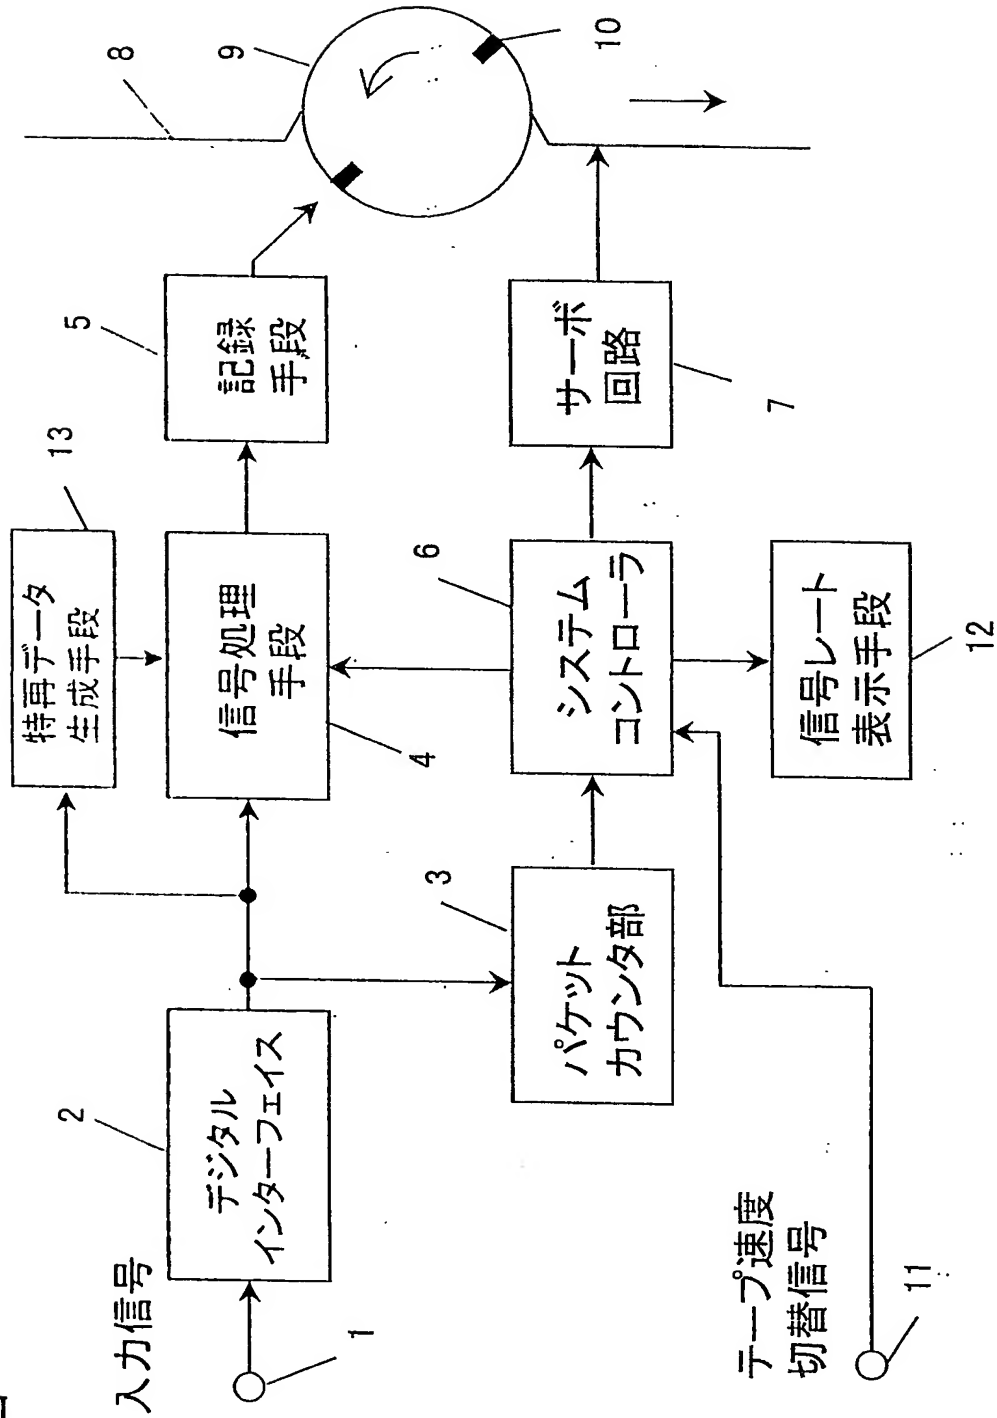 入力信号
1
2
デジタル
インターフェイス
13
特再データ
生成手段
信号処理
手段
4
5
記録
手段
8
9
10
3
パケット
カウンタ部
6
システム
コントローラ
サーボ
回路
7
テープ速度
切替信号
11
信号レート
表示手段
12